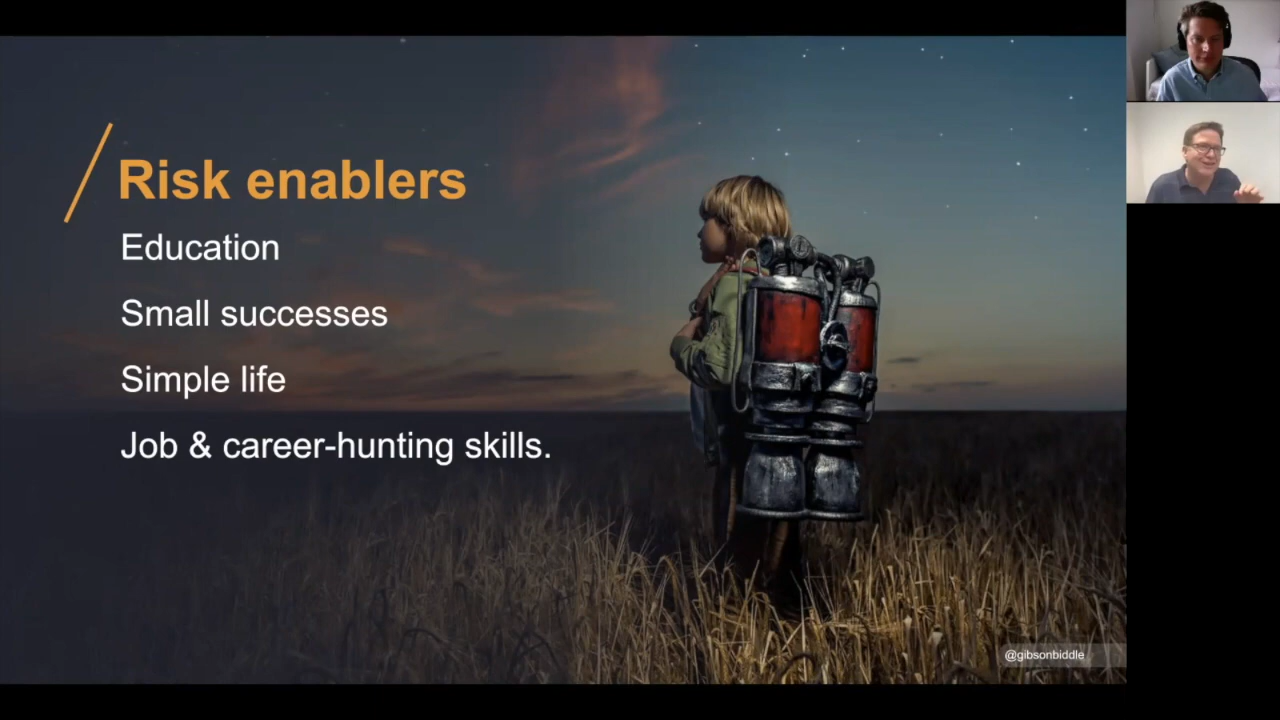 Risk enablers
Education
Small successes
Simple life
Job & career-hunting skills.
@gibsonbiddle